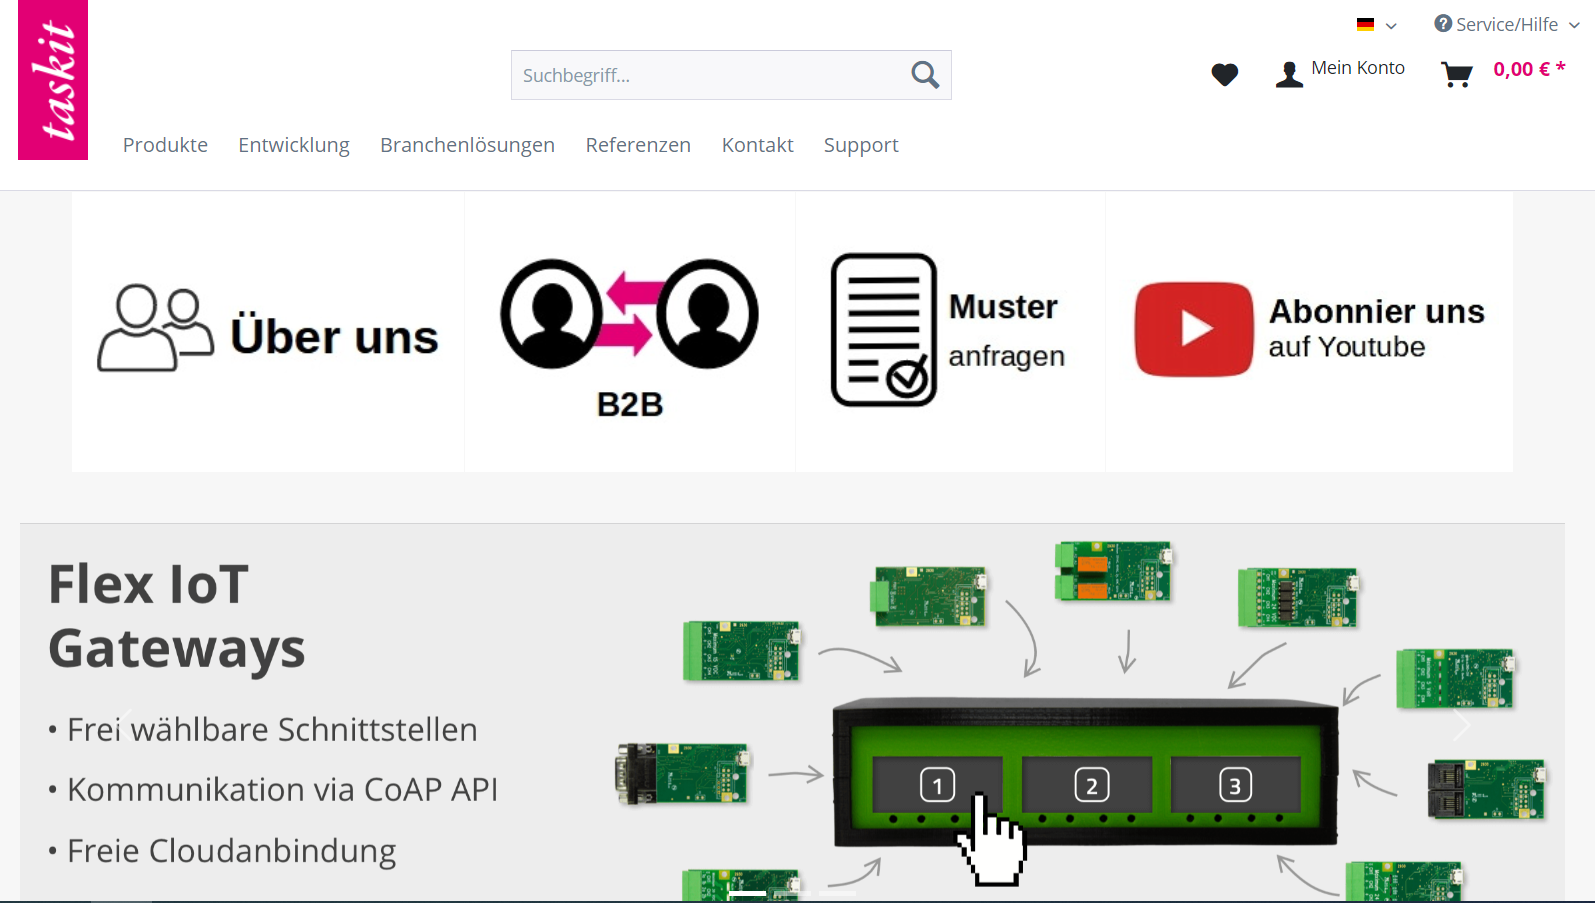 taskit
Service/Hilfe
Suchbegriff...
Mein Konto
0,00 € *
Produkte Entwicklung Branchenlösungen Referenzen Kontakt Support
Über uns
B2B
Muster
anfragen
Abonnier uns
auf Youtube
Flex IoT
Gateways
• Frei wählbare Schnittstellen
• Kommunikation via CoAP API
• Freie Cloudanbindung
1 2 3